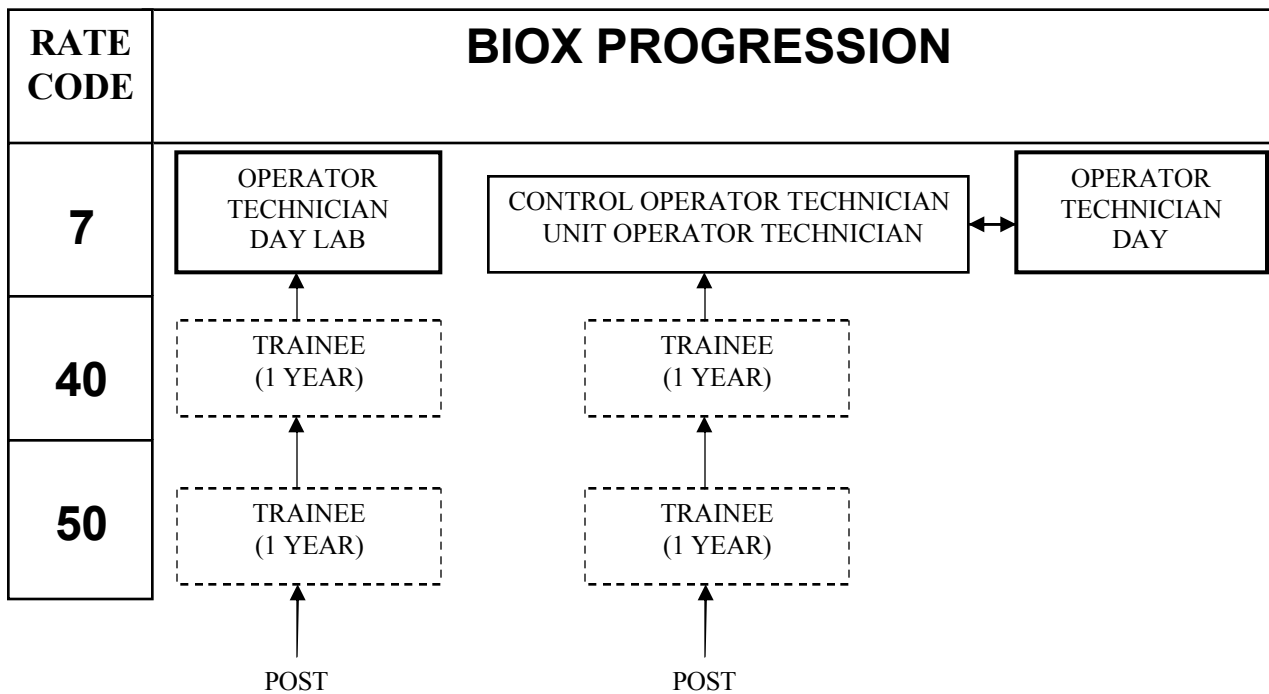 RATE
CODE
BIOX PROGRESSION
7
OPERATOR
TECHNICIAN
DAY LAB
CONTROL OPERATOR TECHNICIAN
UNIT OPERATOR TECHNICIAN
OPERATOR
TECHNICIAN
DAY
40
TRAINEE
(1 YEAR)
TRAINEE
(1 YEAR)
50
TRAINEE
(1 YEAR)
TRAINEE
(1 YEAR)
POST
POST